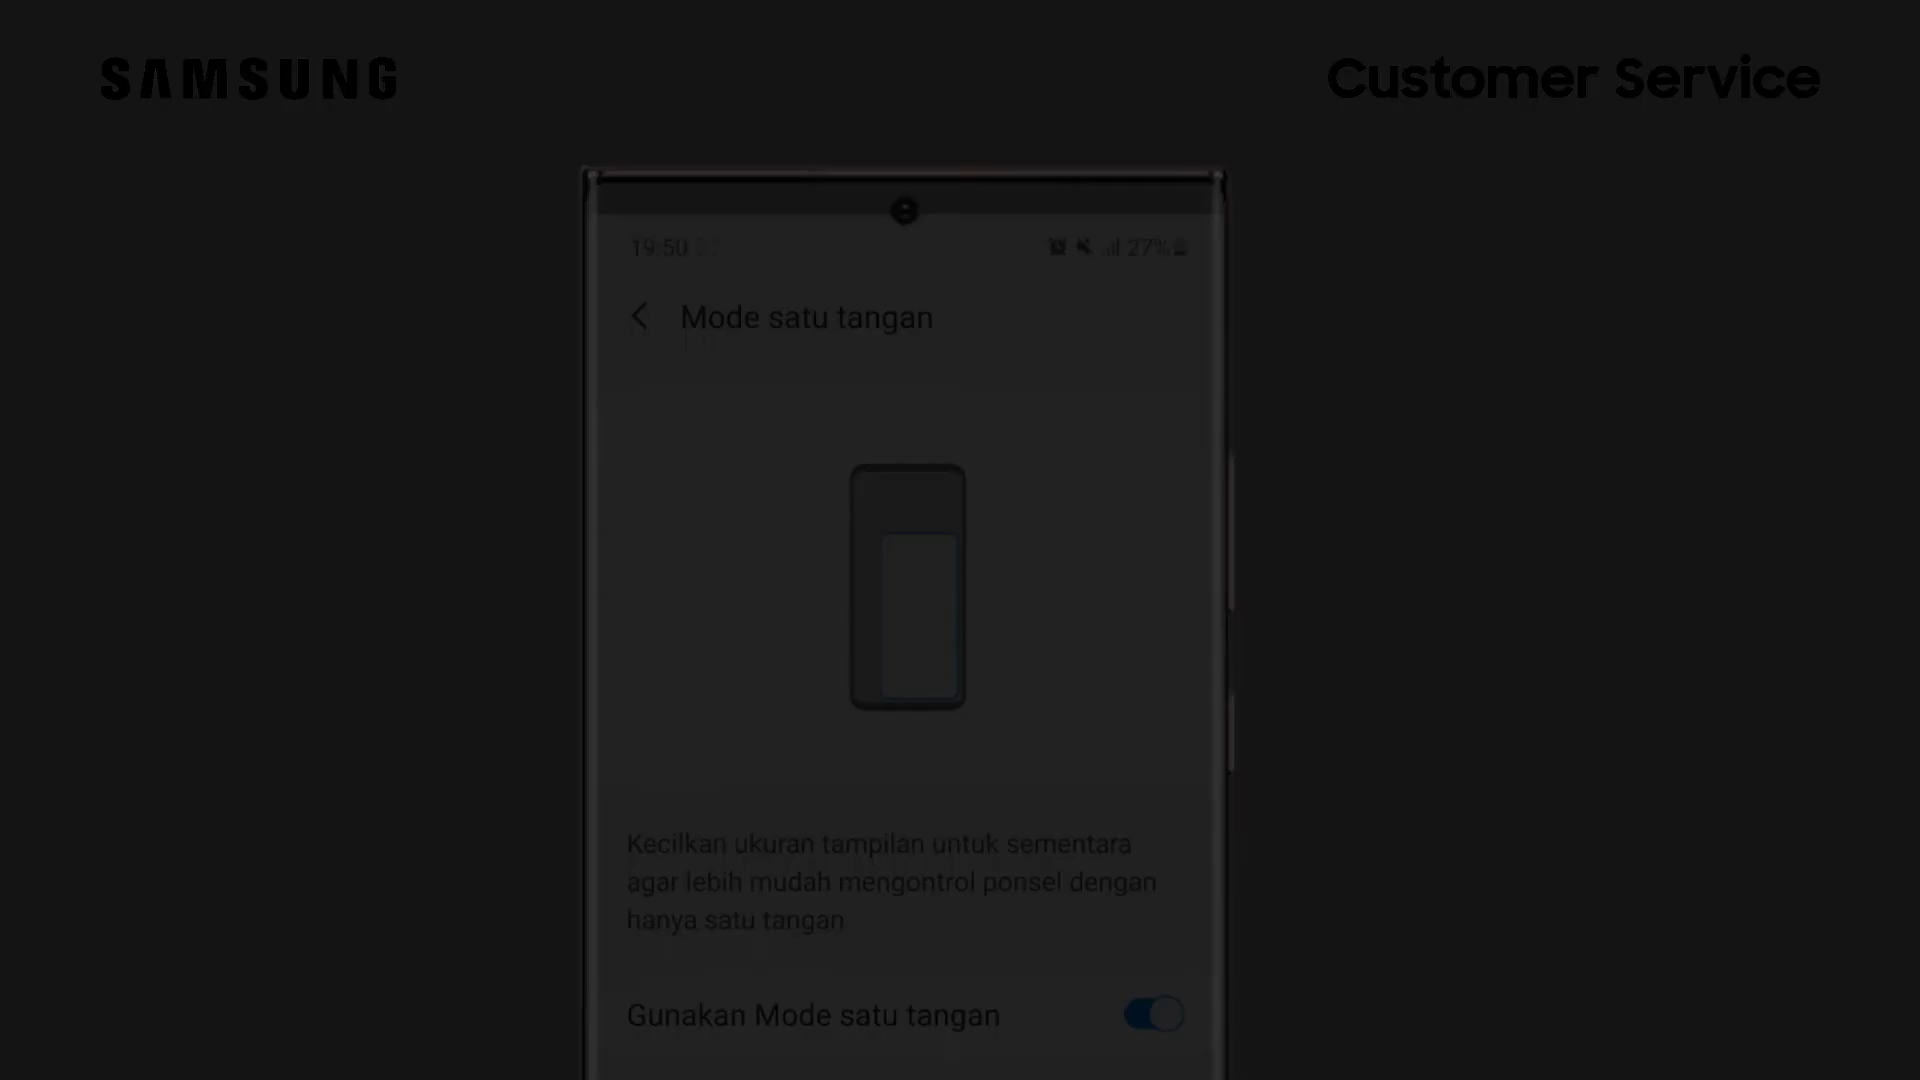 SAMSUNG
Customer Service
19:50
27%
Mode satu tangan
Kecilkan ukuran tampilan untuk sementara
agar lebih mudah mengontrol ponsel dengan
hanya satu tangan
Gunakan Mode satu tangan